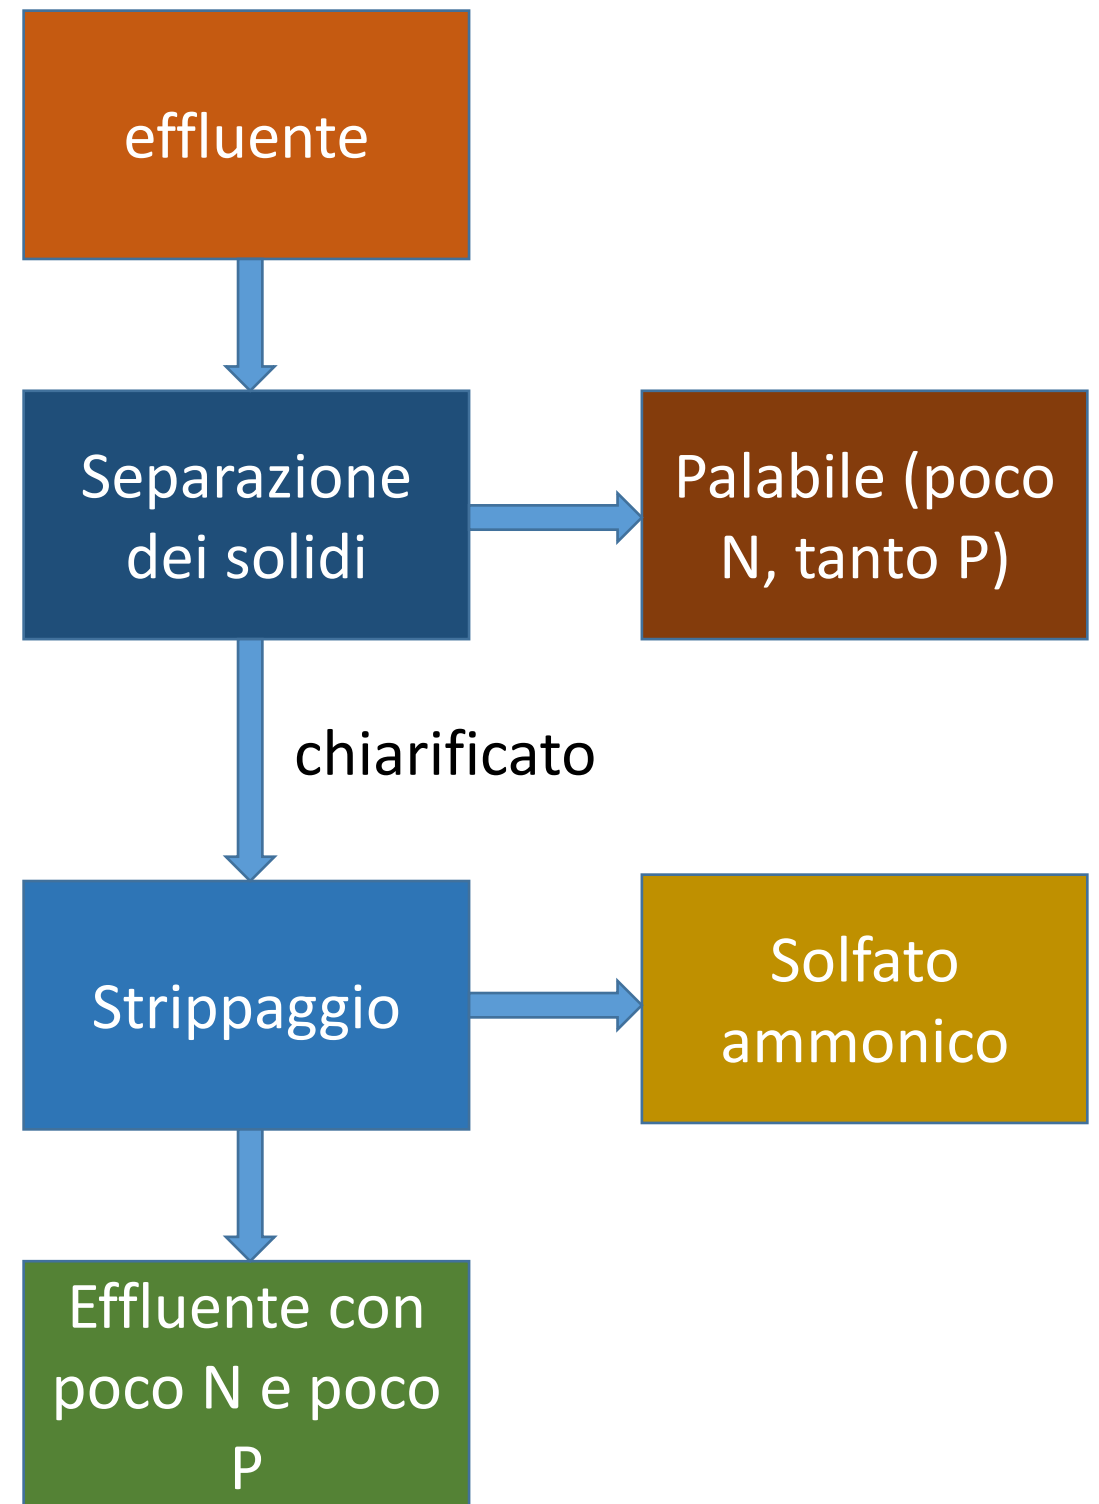 effluente
Separazione
dei solidi
Palabile (poco
N, tanto P)
chiarificato
Strippaggio
Solfato
ammonico
Effluente con
poco N e poco
P